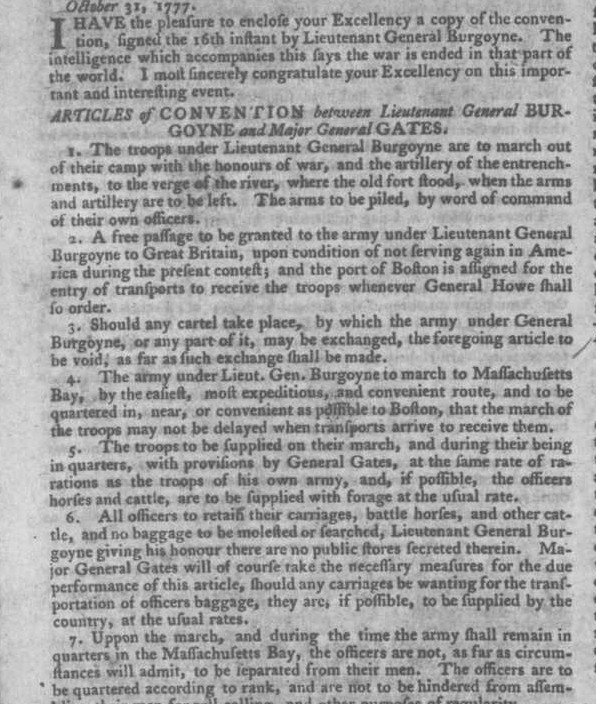 October 31, 1777.
I HAVE the pleaſure to encloſe your Excellency a copy of the conven-
tion, ſigned the 16th inſtant by Lieutenant General Burgoyne. The
intelligence which accompanies this ſays the war is ended in that part of
the world. I moſt ſincerely congratulate your Excellency on this impor-
tant and intereſting event.
ARTICLES of CONVENTION between Lieutenant General BUR-
GOYNE and Major General GATES.
1. The troops under Lieutenant General Burgoyne are to march out
of their camp with the honours of war, and the artillery of the entrench-
ments, to the verge of the river, where the old fort ſtood, when the arms
and artillery are to be left. The arms to be piled, by word of command
of their own officers.
2. A free paſſage to be granted to the army under Lieutenant General
Burgoyne to Great Britain, upon condition of not ſerving again in Ame-
rica during the preſent conteſt; and the port of Boſton is aſſigned for the
entry of tranſports to receive the troops whenever General Howe ſhall
ſo order.
3. Should any cartel take place, by which the army under General
Burgoyne, or any part of it, may be exchanged, the foregoing article to
be void, as far as ſuch exchange ſhall be made.
4. The army under Lieut. Gen. Burgoyne to march to Maſſachuſetts
Bay, by the eaſieſt, moſt expeditious, and convenient route, and to be
quartered in, near, or convenient as poſſible to Boſton, that the march of
the troops may not be delayed when tranſports arrive to receive them.
5. The troops to be ſupplied on their march, and during their being
in quarters, with proviſions by General Gates, at the ſame rate of ra-
rations as the troops of his own army, and, if poſſible, the officers
horſes and cattle, are to be ſupplied with forage at the uſual rate.
6. All officers to retain their carriages, battle horſes, and other cat-
tle, and no baggage to be moleſted or ſearched, Lieutenant General Bur-
goyne giving his honour there are no public ſtores ſecreted therein. Ma-
jor General Gates will of courſe take the neceſſary meaſures for the due
performance of this article, ſhould any carriages be wanting for the tranſ-
portation of officers baggage, they are, if poſſible, to be ſupplied by the
country, at the uſual rates.
7. Uppon the march, and during the time the army ſhall remain in
quarters in the Maſſachuſetts Bay, the officers are not, as far as circum-
ſtances will admit, to be ſeparated from their men. The officers are to
be quartered according to rank, and are not to be hindered from aſſem-